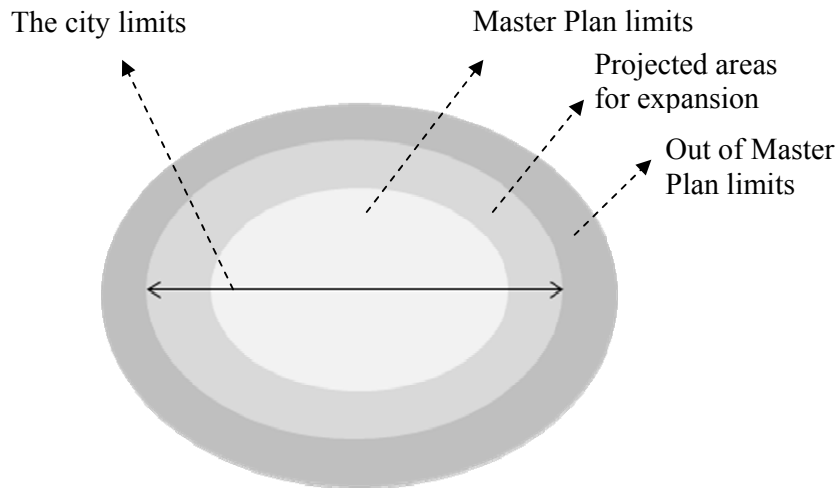 The city limits
Master Plan limits
Projected areas
for expansion
Out of Master
Plan limits